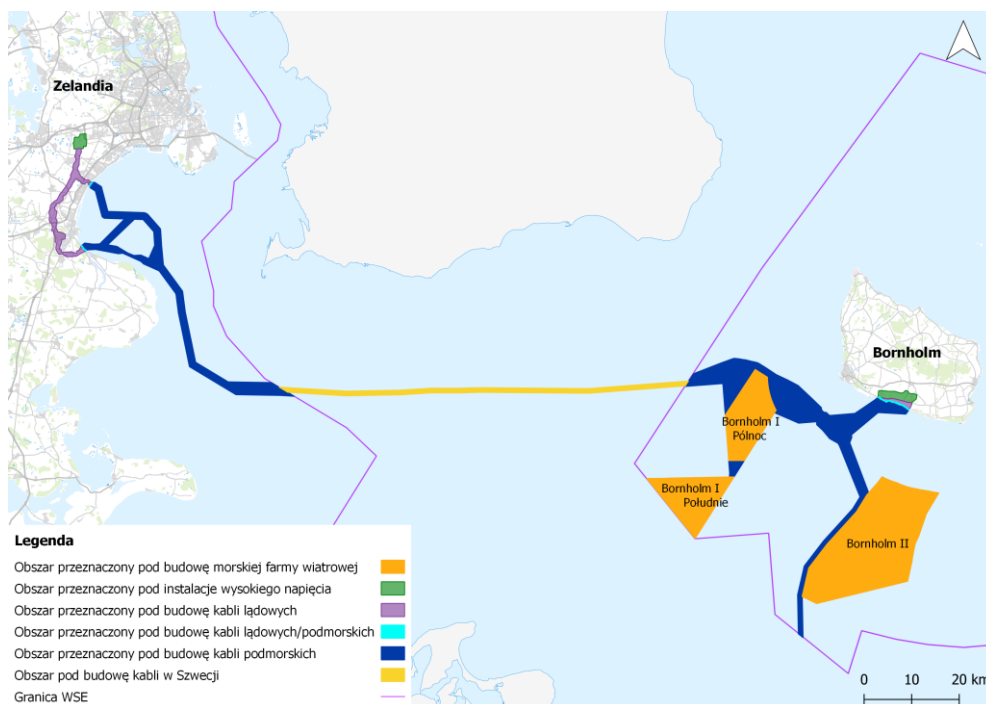 Zelandia
Bornholm
Bornholm I
Północ
Bornholm I
Południe
Bornholm II
Legenda
Obszar przeznaczony pod budowę morskiej farmy wiatrowej
Obszar przeznaczony pod instalacje wysokiego napięcia
Obszar przeznaczony pod budowę kabli lądowych
Obszar przeznaczony pod budowę kabli lądowych/podmorskich
Obszar przeznaczony pod budowę kabli podmorskich
Obszar pod budowę kabli w Szwecji
Granica WSE
0 10 20 km